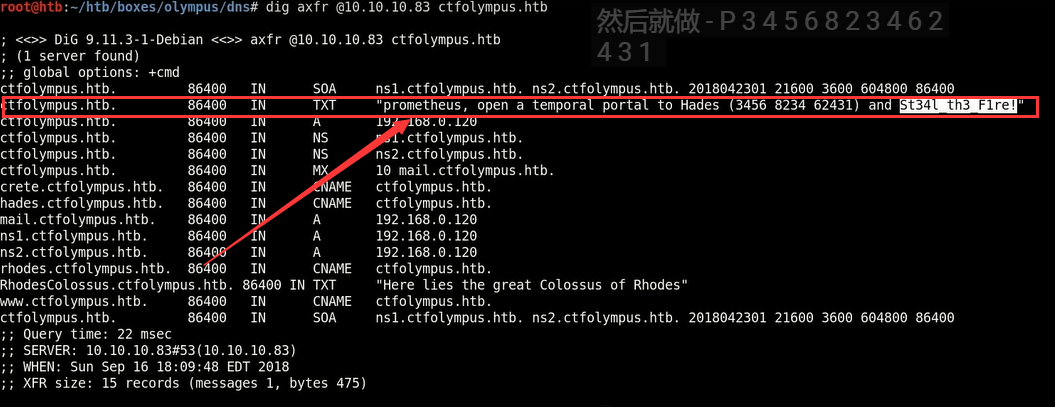 root@htb:~/htb/boxes/olympus/dns# dig axfr @10.10.10.83 ctfolympus.htb
然后就做-P3456823462
431
; <<>> DiG 9.11.3-1-Debian <<>> axfr @10.10.10.83 ctfolympus.htb
; (1 server found)
;; global options: +cmd
ctfolympus.htb. 86400 IN SOA ns1.ctfolympus.htb. ns2.ctfolympus.htb. 2018042301 21600 3600 604800 86400
ctfolympus.htb. 86400 IN TXT "prometheus, open a temporal portal to Hades (3456 8234 62431) and St34l_th3_F1re!"
ctfolympus.htb. 86400 IN A 192.168.0.120
ctfolympus.htb. 86400 IN NS ns1.ctfolympus.htb.
ctfolympus.htb. 86400 IN NS ns2.ctfolympus.htb.
ctfolympus.htb. 86400 IN MX 10 mail.ctfolympus.htb.
crete.ctfolympus.htb. 86400 IN CNAME ctfolympus.htb.
hades.ctfolympus.htb. 86400 IN CNAME ctfolympus.htb.
mail.ctfolympus.htb. 86400 IN A 192.168.0.120
ns1.ctfolympus.htb. 86400 IN A 192.168.0.120
ns2.ctfolympus.htb. 86400 IN A 192.168.0.120
rhodes.ctfolympus.htb. 86400 IN CNAME ctfolympus.htb.
RhodesColossus.ctfolympus.htb. 86400 IN TXT "Here lies the great Colossus of Rhodes"
www.ctfolympus.htb. 86400 IN CNAME ctfolympus.htb.
ctfolympus.htb. 86400 IN SOA ns1.ctfolympus.htb. ns2.ctfolympus.htb. 2018042301 21600 3600 604800 86400
;; Query time: 22 msec
;; SERVER: 10.10.10.83#53(10.10.10.83)
;; WHEN: Sun Sep 16 18:09:48 EDT 2018
;; XFR size: 15 records (messages 1, bytes 475)